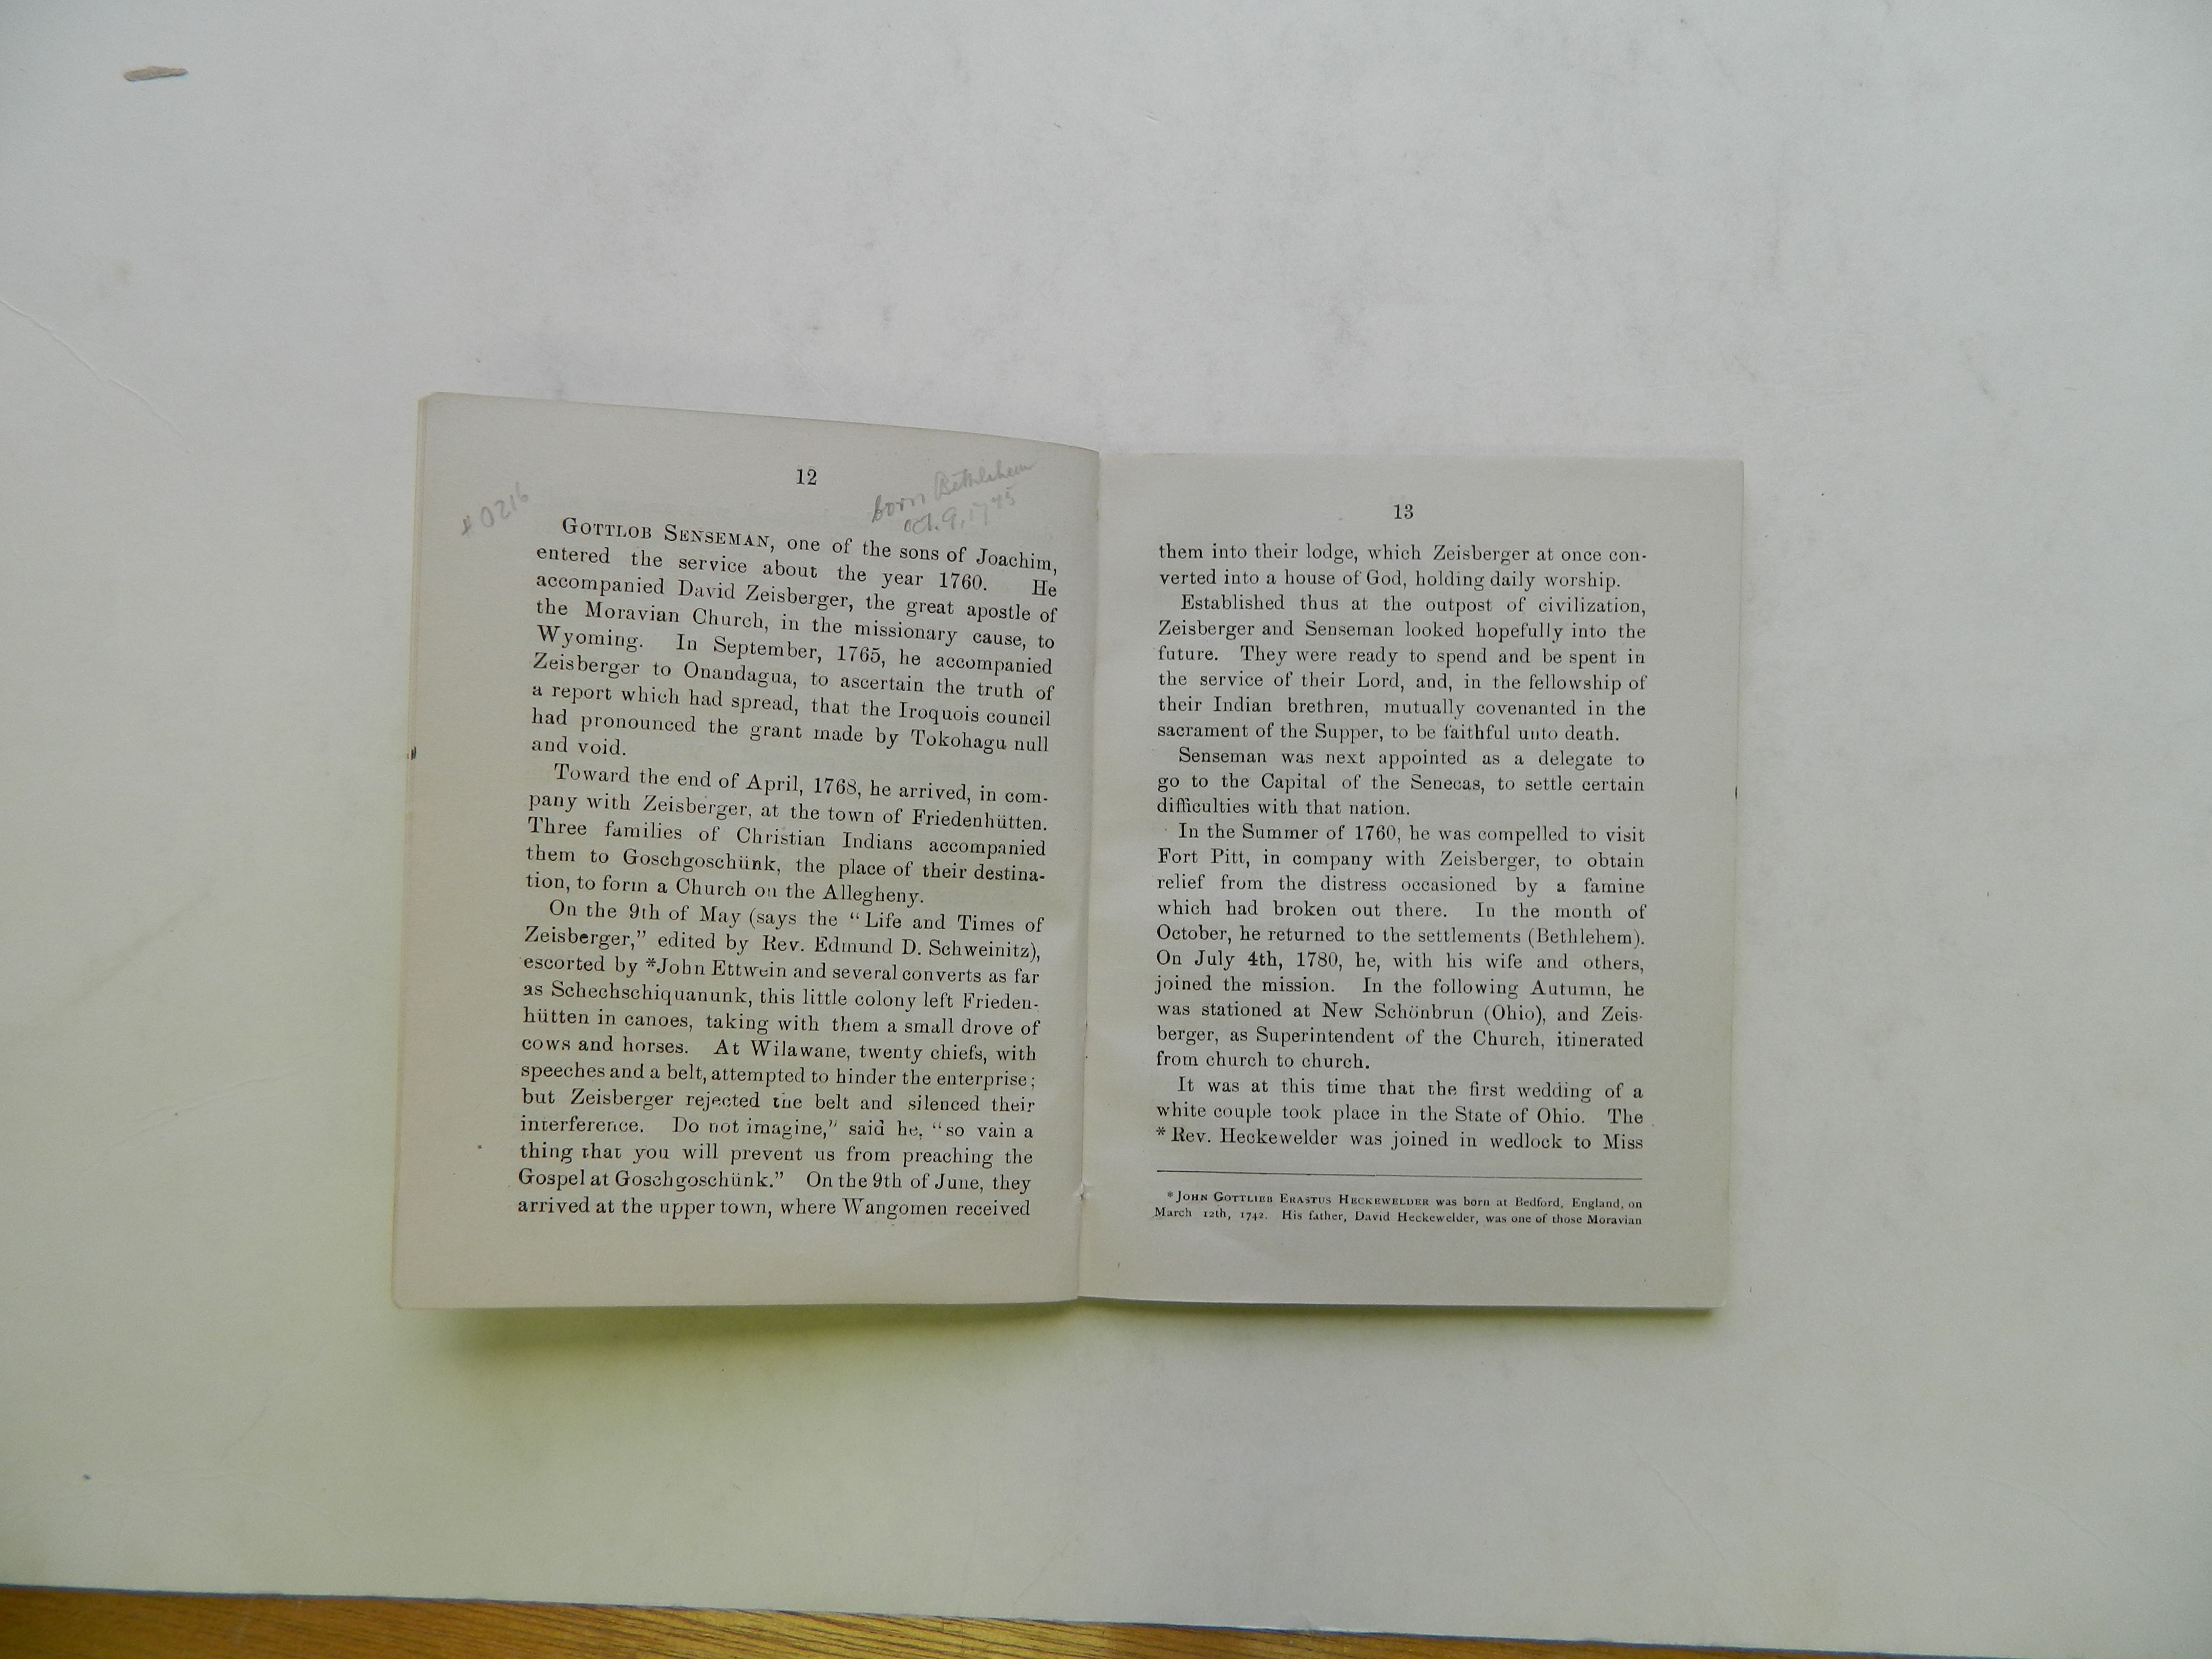 12
born Bethlehem
oct. 9, 1745
#0216
GOTTLOB SENSEMAN, one of the sons of Joachim,
entered the service about the year 1760. He
accompanied David Zeisberger, the great apostle of
the Moravian Church, in the missionary cause, to
Wyoming. In September, 1765, he accompanied
Zeisberger to Onandagua, to ascertain the truth of
a report which had spread, that the Iroquois council
had pronounced the grant made by Tokohagu null
and void.
Toward the end of April, 1768, he arrived, in com-
pany with Zeisberger, at the town of Friedenhütten.
Three families of Christian Indians accompanied
them to Goschgoschünk, the place of their destina-
tion, to form a Church on the Allegheny.
On the 9th of May (says the "Life and Times of
Zeisberger," edited by Rev. Edmund D. Schweinitz),
escorted by *John Ettwein and several converts as far
as Schechschiquanunk, this little colony left Frieden-
hütten in canoes, taking with them a small drove of
cows and horses. At Wilawane, twenty chiefs, with
speeches and a belt, attempted to hinder the enterprise;
but Zeisberger rejected the belt and silenced their
interference. Do not imagine," said he, "so vain a
thing that you will prevent us from preaching the
Gospel at Goschgoschünk." On the 9th of June, they
arrived at the upper town, where Wangomen received
13
them into their lodge, which Zeisberger at once con-
verted into a house of God, holding daily worship.
Established thus at the outpost of civilization,
Zeisberger and Senseman looked hopefully into the
future. They were ready to spend and be spent in
the service of their Lord, and, in the fellowship of
their Indian brethren, mutually covenanted in the
sacrament of the Supper, to be faithful unto death.
Senseman was next appointed as a delegate to
go to the Capital of the Senecas, to settle certain
difficulties with that nation.
In the Summer of 1760, he was compelled to visit
Fort Pitt, in company with Zeisberger, to obtain
relief from the distress occasioned by a famine
which had broken out there. In the month of
October, he returned to the settlements (Bethlehem).
On July 4th, 1780, he, with his wife and others,
joined the mission. In the following Autumn, he
was stationed at New Schönbrun (Ohio), and Zeis-
berger, as Superintendent of the Church, itinerated
from church to church.
It was at this time that the first wedding of a
white couple took place in the State of Ohio. The
* Rev. Heckewelder was joined in wedlock to Miss
* JOHN GOTTLIEB ERASTUS HECKEWELDER was born at Bedford, England, on
March 12th, 1742. His father, David Heckewelder, was one of those Moravian